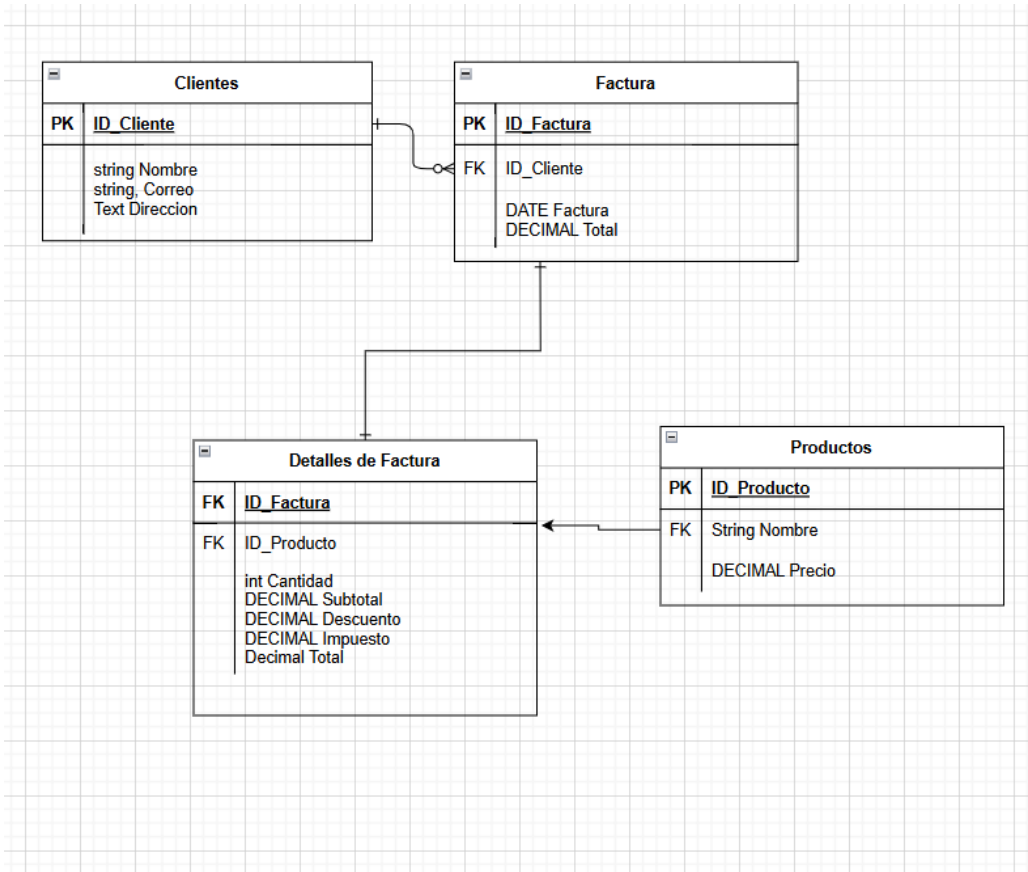 Clientes
PK ID_Cliente
string Nombre
string, Correo
Text Direccion
Factura
PK ID_Factura
FK ID_Cliente
DATE Factura
DECIMAL Total
Detalles de Factura
FK ID_Factura
FK ID_Producto
int Cantidad
DECIMAL Subtotal
DECIMAL Descuento
DECIMAL Impuesto
Decimal Total
Productos
PK ID_Producto
FK String Nombre
DECIMAL Precio